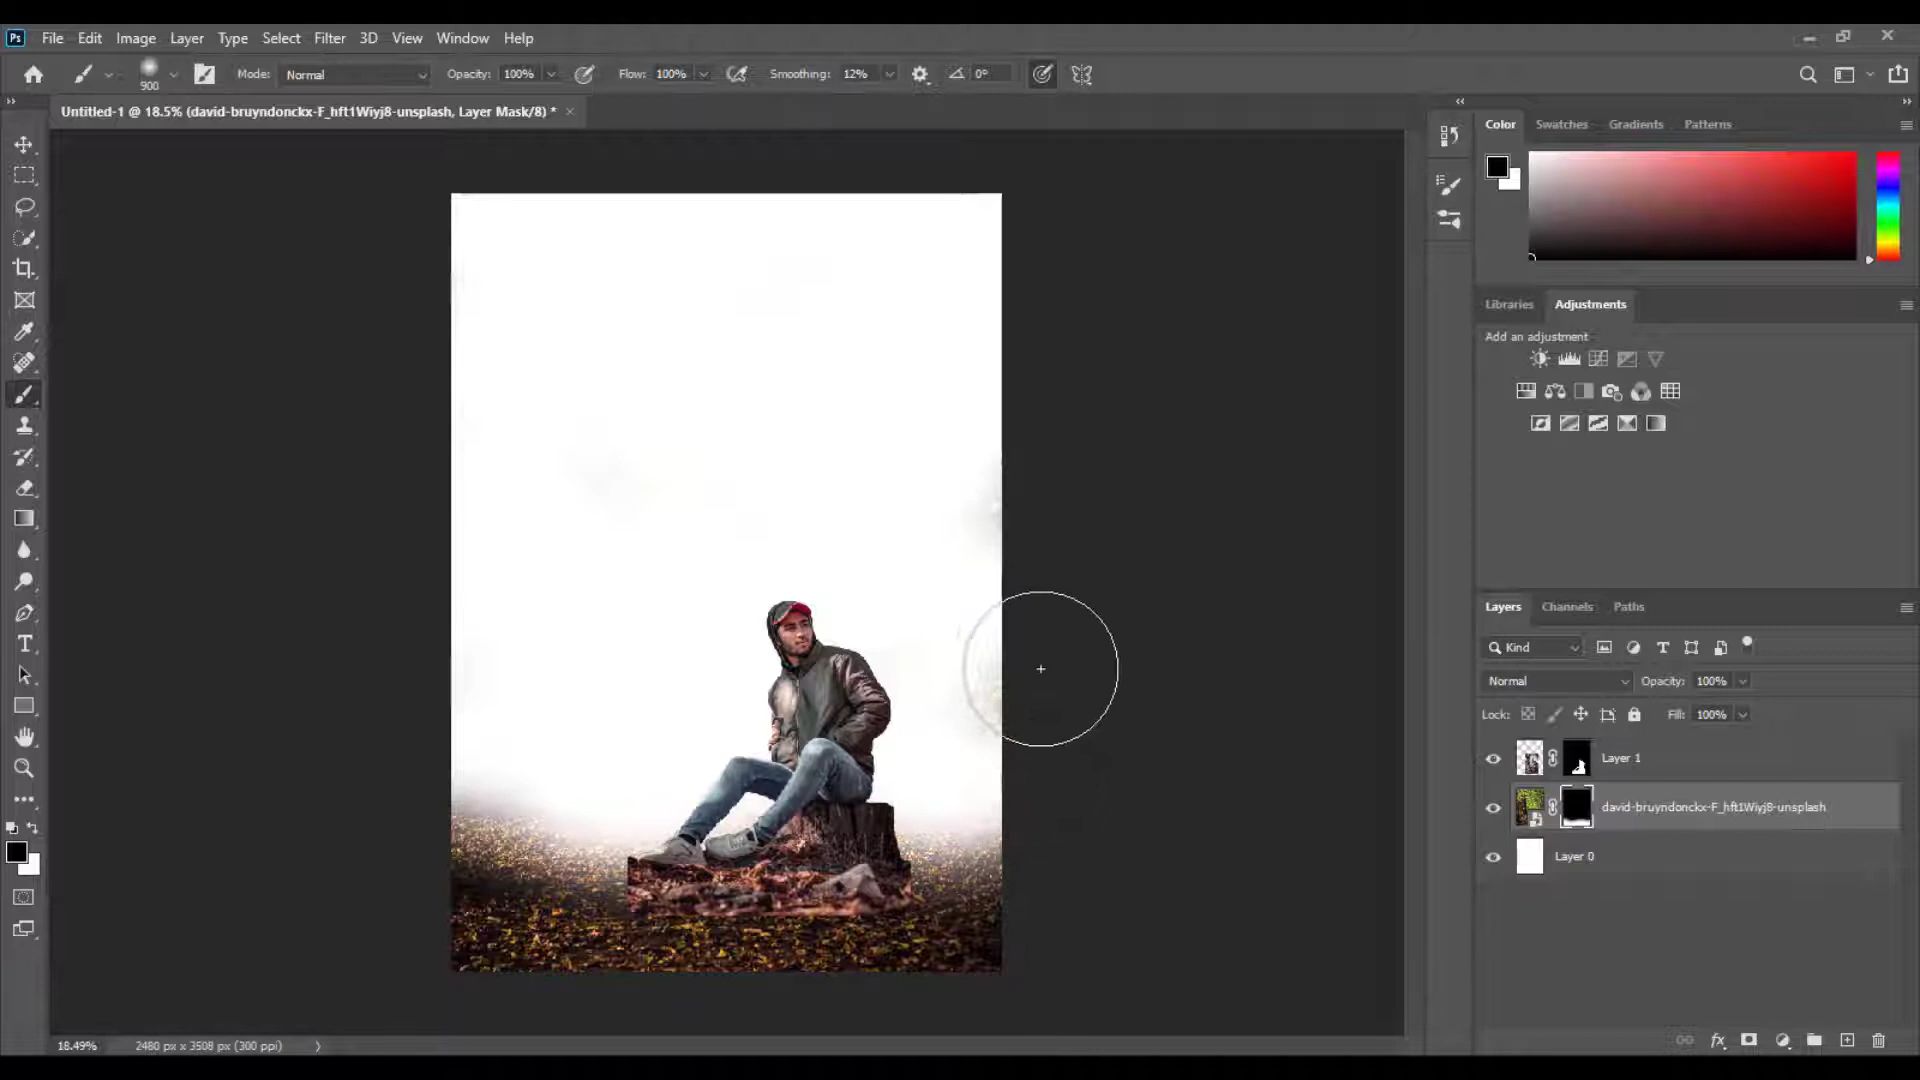 Ps File Edit Image Layer Type Select Filter 3D View Window Help
900 Mode: Normal Opacity: 100% Flow: 100% Smoothing: 12% 0°
Untitled-1 @ 18.5% (david-bruyndonckx-F_hft1Wiyj8-unsplash, Layer Mask/8) *
Color Swatches Gradients Patterns
Libraries Adjustments
Add an adjustment
Layers Channels Paths
Kind
Normal Opacity: 100%
Lock: Fill: 100%
Layer 1
david-bruyndonckx-F_hft1Wiyj8-unsplash
Layer 0
18.49% 2480 px x 3508 px (300 ppi)